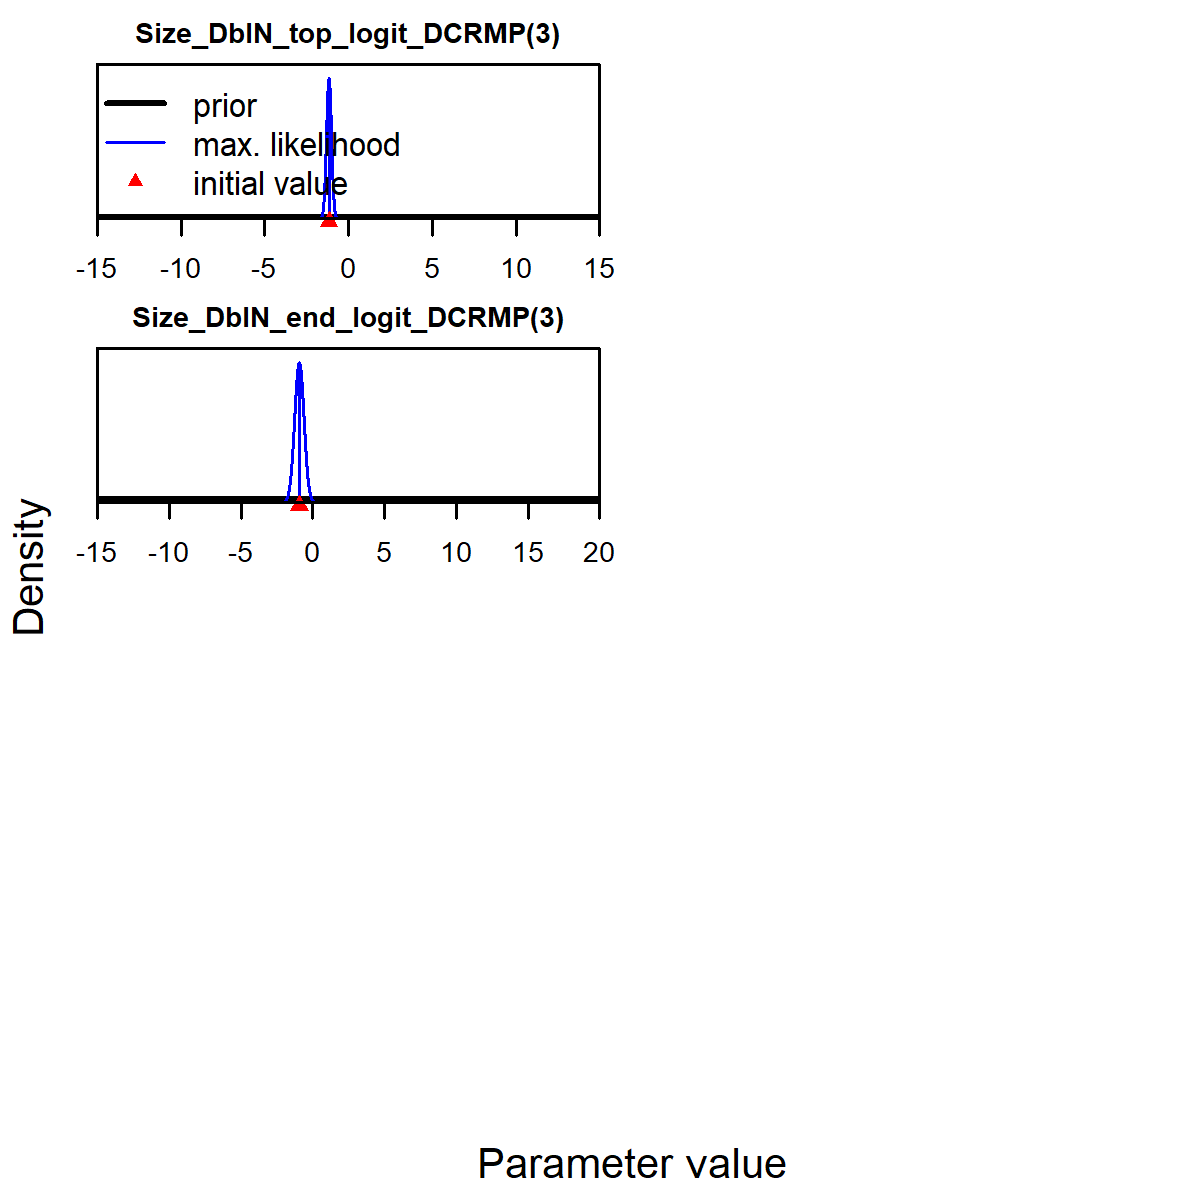 Size_DblN_top_logit_DCRMP(3)
prior
max. likelihood
initial value
-15 -10 -5 0 5 10 15
Size_DblN_end_logit_DCRMP(3)
-15 -10 -5 0 5 10 15 20
Density
Parameter value